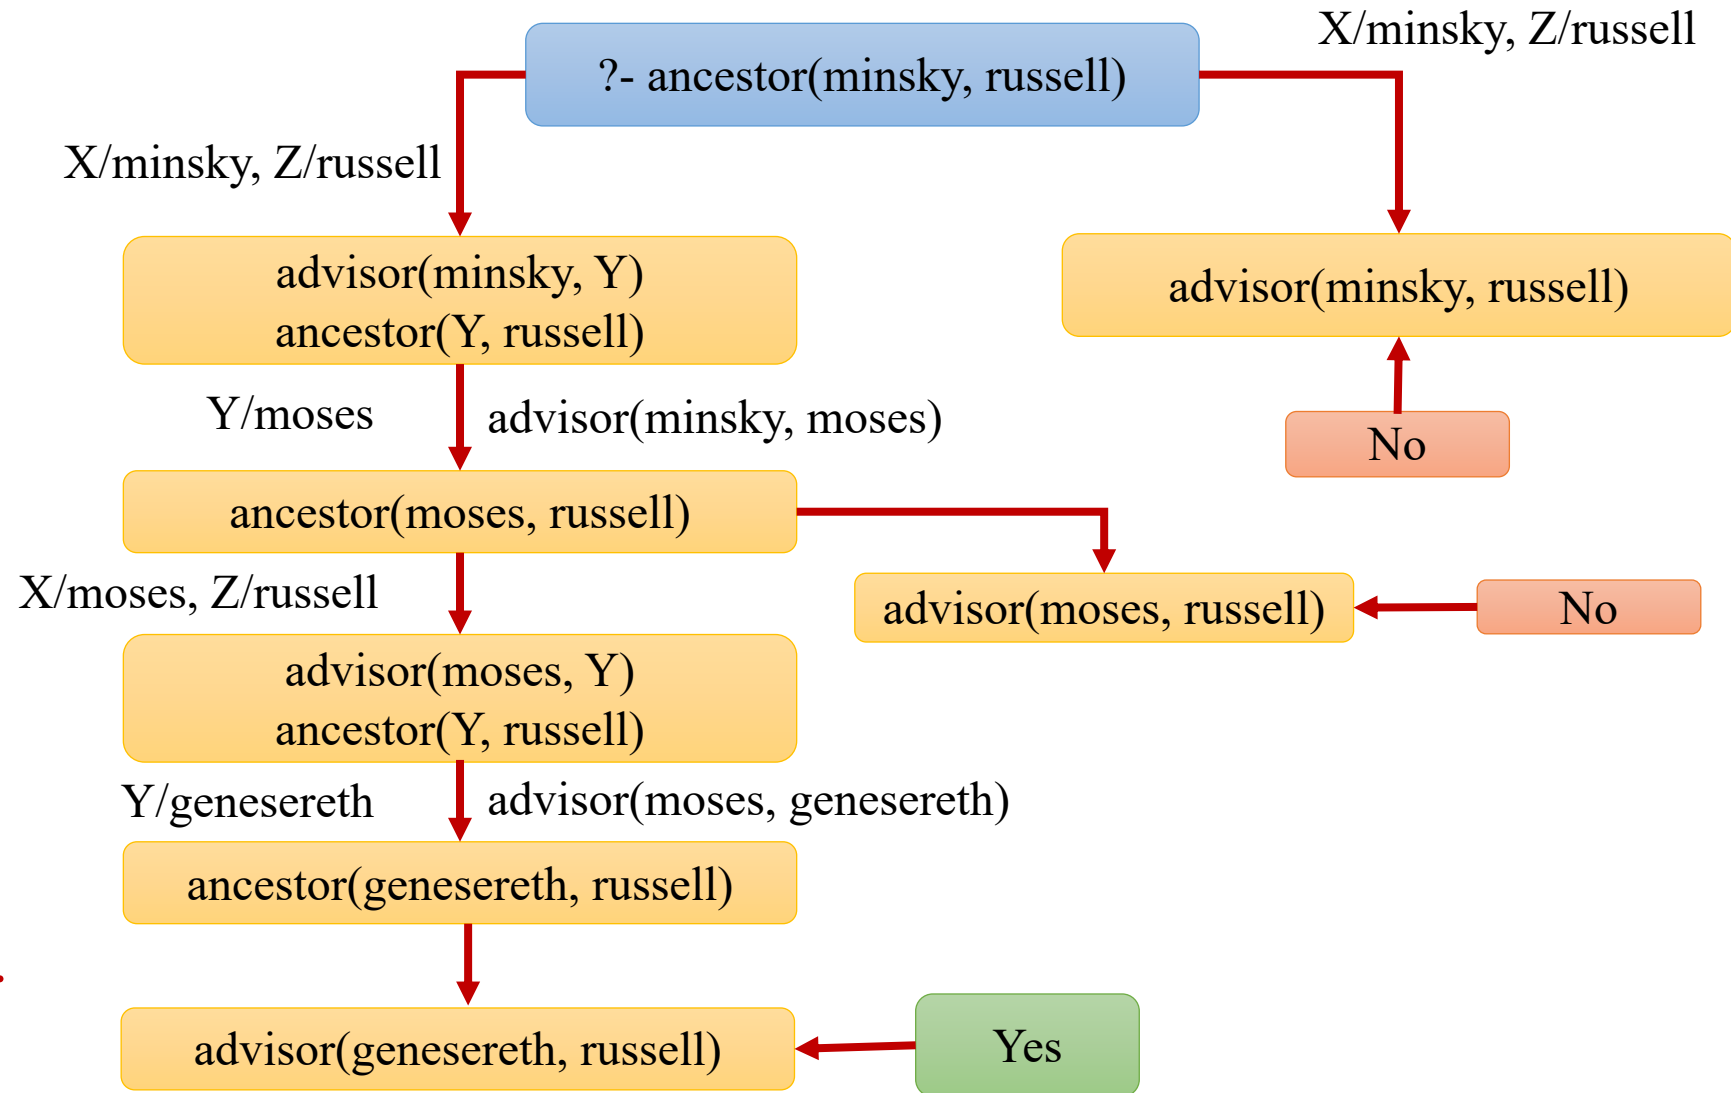 X/minsky, Z/russell
?- ancestor(minsky, russell)
X/minsky, Z/russell
advisor(minsky, Y)
ancestor(Y, russell)
advisor(minsky, russell)
Y/moses
advisor(minsky, moses)
No
ancestor(moses, russell)
X/moses, Z/russell
advisor(moses, russell)
No
advisor(moses, Y)
ancestor(Y, russell)
Y/genesereth
advisor(moses, genesereth)
ancestor(genesereth, russell)
advisor(genesereth, russell)
Yes